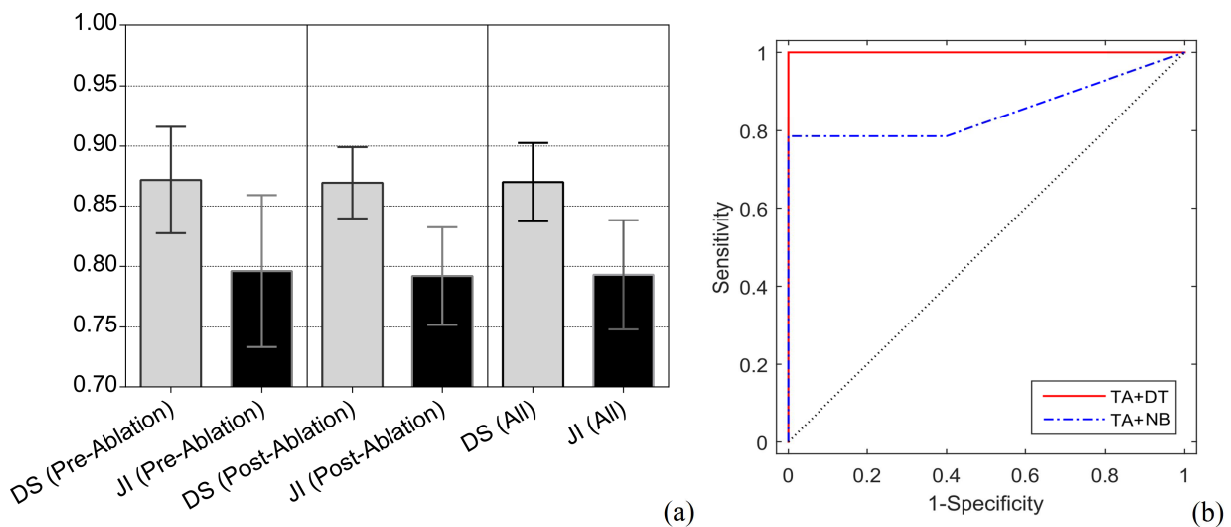 1.00
0.95
0.90
0.85
0.80
0.75
0.70
DS (Pre-Ablation)
JI (Pre-Ablation)
DS (Post-Ablation)
JI (Post-Ablation)
DS (All)
JI (All)
(a)
1
0.8
0.6
0.4
0.2
0
Sensitivity
TA+DT
TA+NB
0
0.2
0.4
0.6
0.8
1
1-Specificity
(b)